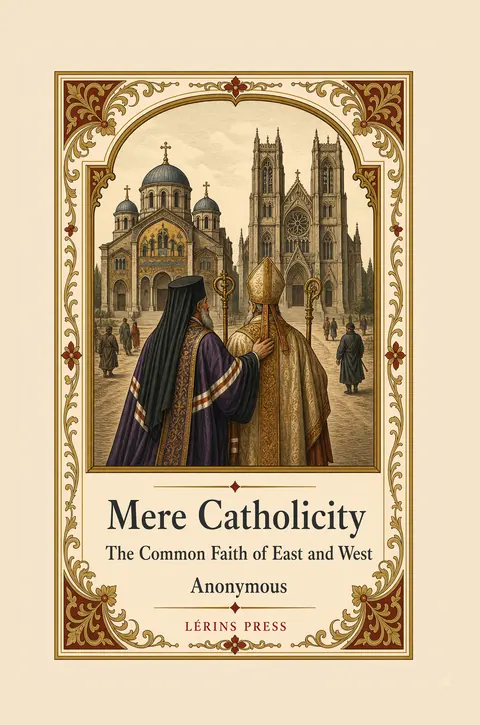 Mere Catholicity
The Common Faith of East and West
Anonymous
LÉRINS PRESS